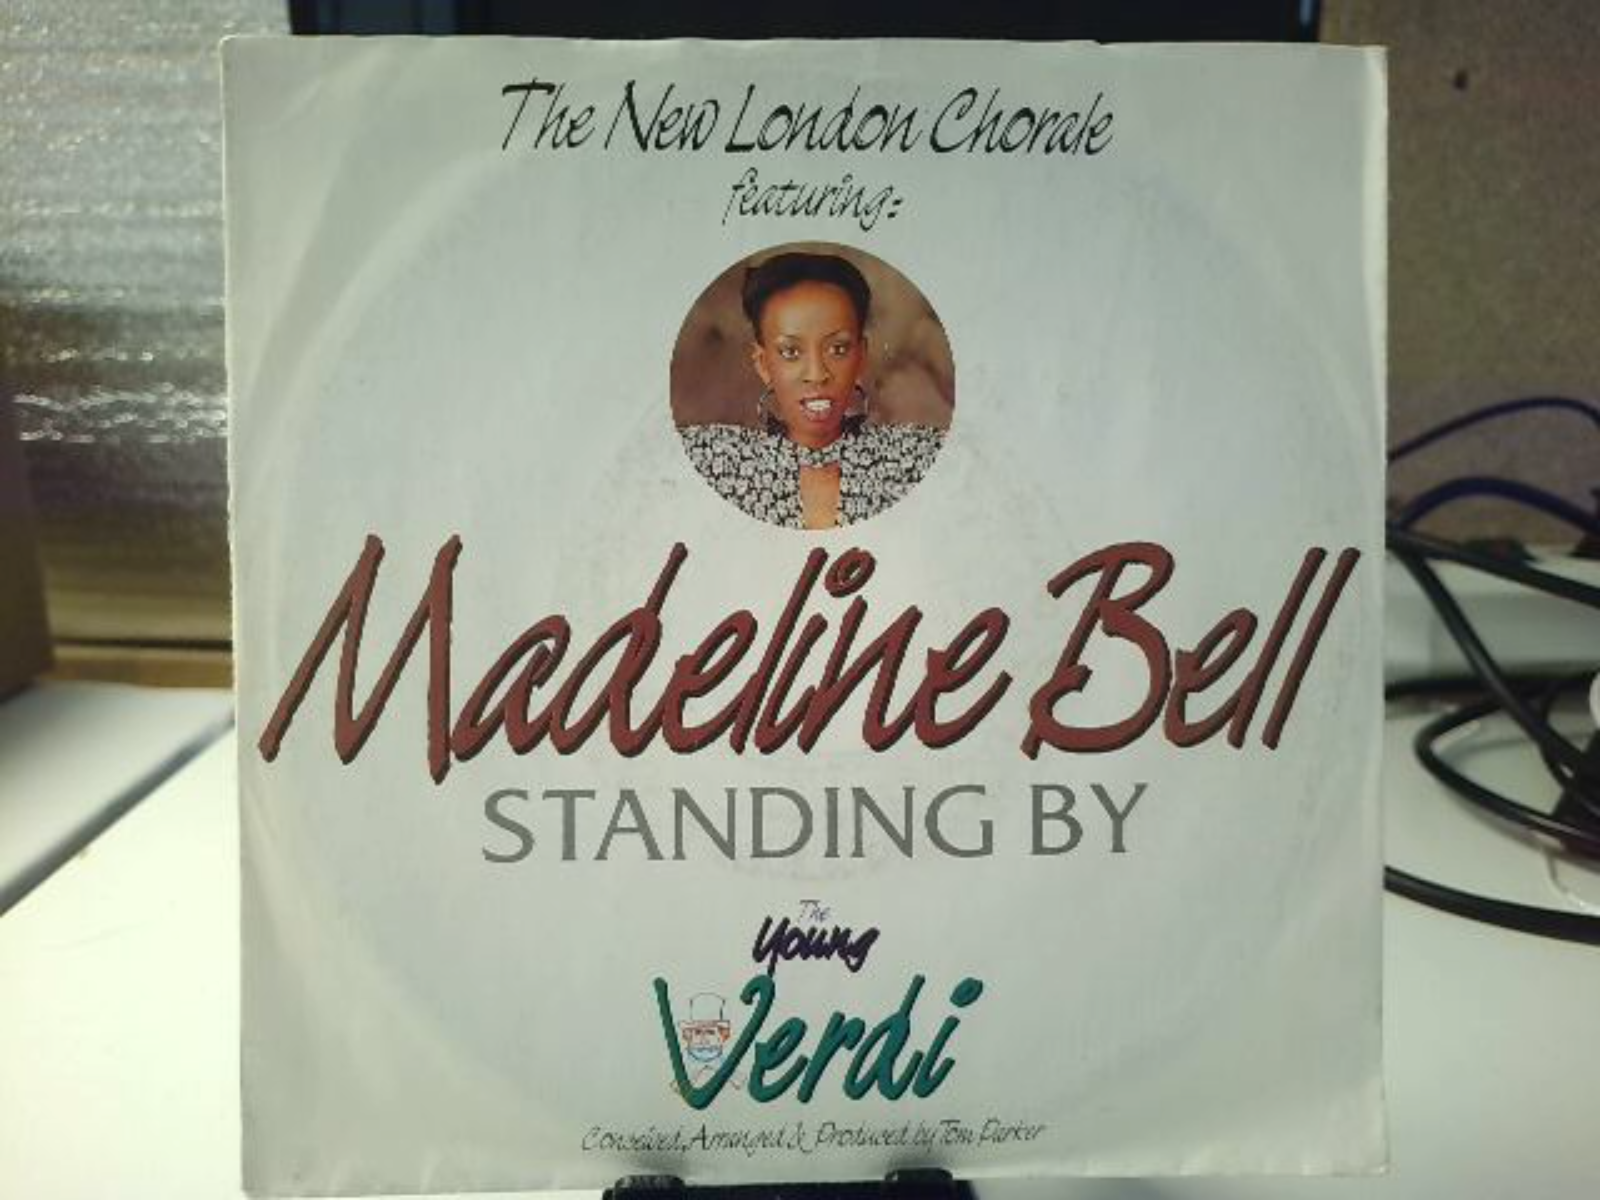 The New London Chorale
featuring:
Madeline Bell
STANDING BY
The
Young
Verdi
Conceived, Arranged & Produced by Tom Parker